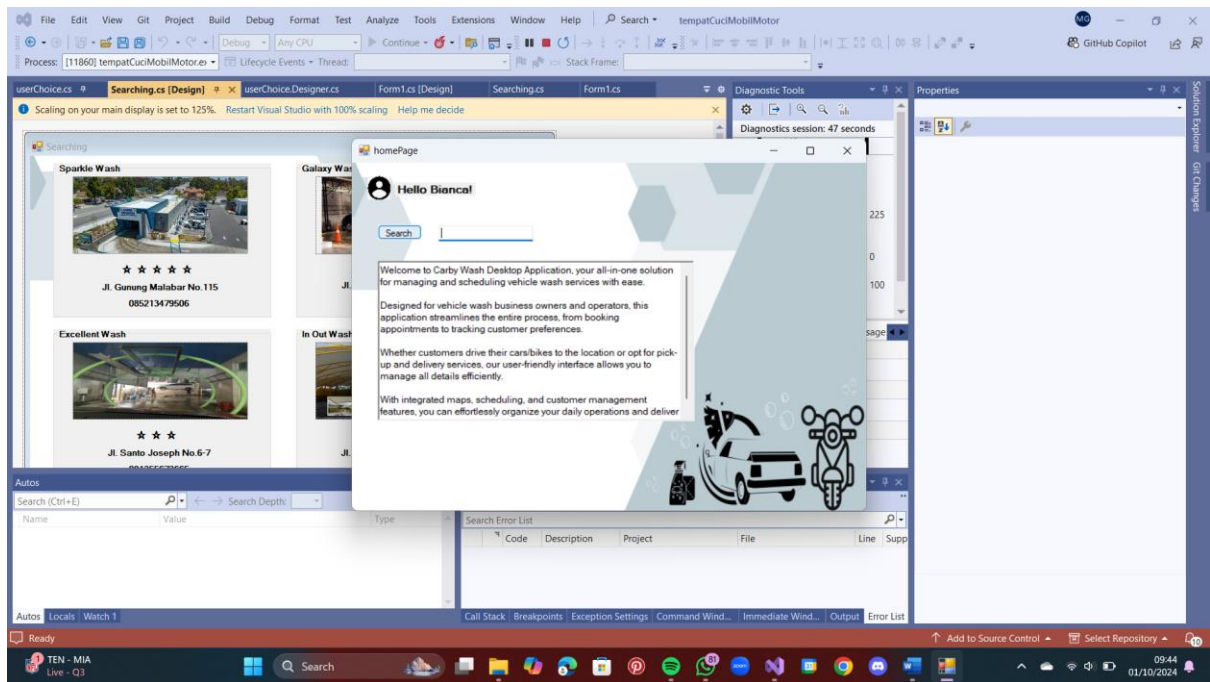 File Edit View Git Project Build Debug Format Test Analyze Tools Extensions Window Help Search tempatCuciMobilMotor MG
Debug Any CPU Continue GitHub Copilot
Process: [11860] tempatCuciMobilMotor.ex Lifecycle Events Thread: Stack Frame:
userChoice.cs Searching.cs [Design] userChoice.Designer.cs Form1.cs [Design] Searching.cs Form1.cs
Scaling on your main display is set to 125%. Restart Visual Studio with 100% scaling Help me decide
Searching
Sparkle Wash
Galaxy Was
Jl. Gunung Malabar No.115
Jl.
085213479506
Excellent Wash
In Out Wash
Jl. Santo Joseph No.6-7
Jl.
homePage
Hello Bianca!
Search
Welcome to Carby Wash Desktop Application, your all-in-one solution
for managing and scheduling vehicle wash services with ease.
Designed for vehicle wash business owners and operators, this
application streamlines the entire process, from booking
appointments to tracking customer preferences.
Whether customers drive their cars/bikes to the location or opt for pick-
up and delivery services, our user-friendly interface allows you to
manage all details efficiently.
With integrated maps, scheduling, and customer management
features, you can effortlessly organize your daily operations and deliver
Diagnostic Tools
Diagnostics session: 47 seconds
225
0
100
sage
Properties
Solution Explorer
Git Changes
Autos
Search (Ctrl+E) Search Depth:
Name Value Type
Autos Locals Watch 1
Search Error List
Code Description Project File Line Supp
Call Stack Breakpoints Exception Settings Command Wind... Immediate Wind... Output Error List
Ready Add to Source Control Select Repository 10
TEN - MIA
Live - Q3
Search
09:44
01/10/2024